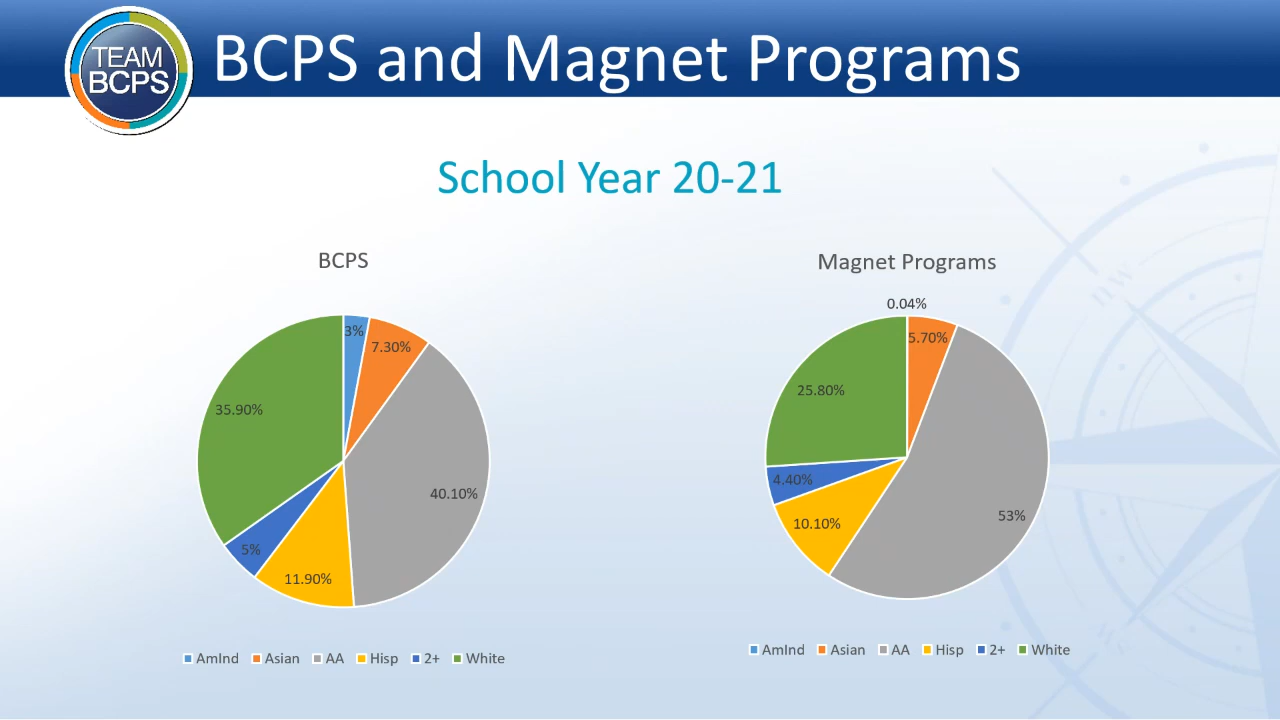 TEAM
BCPS
BCPS and Magnet Programs
School Year 20-21
BCPS
3%
7.30%
35.90%
40.10%
5%
11.90%
AmInd Asian AA Hisp 2+ White
Magnet Programs
0.04%
5.70%
25.80%
4.40%
53%
10.10%
AmInd Asian AA Hisp 2+ White